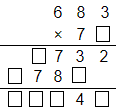 6 8 3
× 7 □
□ 7 3 2
□ 7 8 □
□ □ □ 4 □